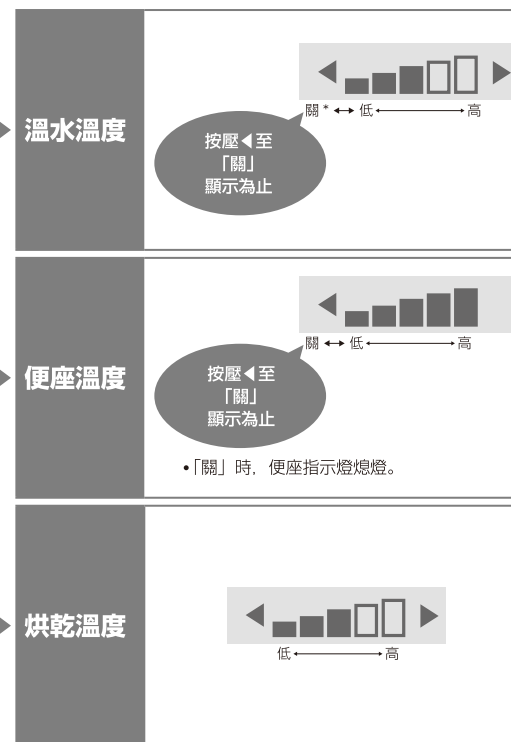 溫水溫度
關* ↔ 低 ↔ 高
按壓◀至
「關」
顯示為止
便座溫度
關 ↔ 低 ↔ 高
按壓◀至
「關」
顯示為止
•「關」時，便座指示燈熄燈。
烘乾溫度
低 ↔ 高